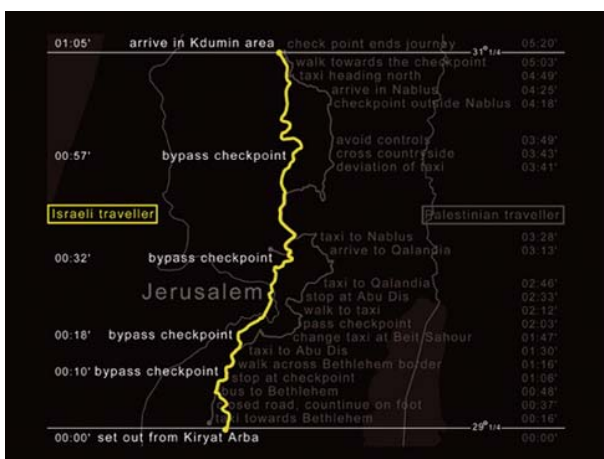 01:05' arrive in Kdumin area check point ends journey 31°1/4 05:20'
walk towards the checkpoint 05:03'
taxi heading north 04:49'
arrive in Nablus 04:25'
checkpoint outside Nablus 04:18'
avoid controls 03:49'
00:57' bypass checkpoint cross countryside 03:43'
deviation of taxi 03:41'
Israeli traveller Palestinian traveller
taxi to Nablus 03:28'
arrive to Qalandia 03:13'
00:32' bypass checkpoint
taxi to Qalandia 02:46'
Jerusalem stop at Abu Dis 02:33'
walk to taxi 02:12'
bypass checkpoint 02:03'
00:18' bypass checkpoint change taxi at Beit Sahour 01:47'
taxi to Abu Dis 01:30'
walk across Bethlehem border 01:16'
00:10' bypass checkpoint stop at checkpoint 01:06'
bus to Bethlehem 00:48'
closed road, countinue on foot 00:37'
taxi towards Bethlehem 00:16'
00:00' set out from Kiryat Arba 29°1/4 00:00'